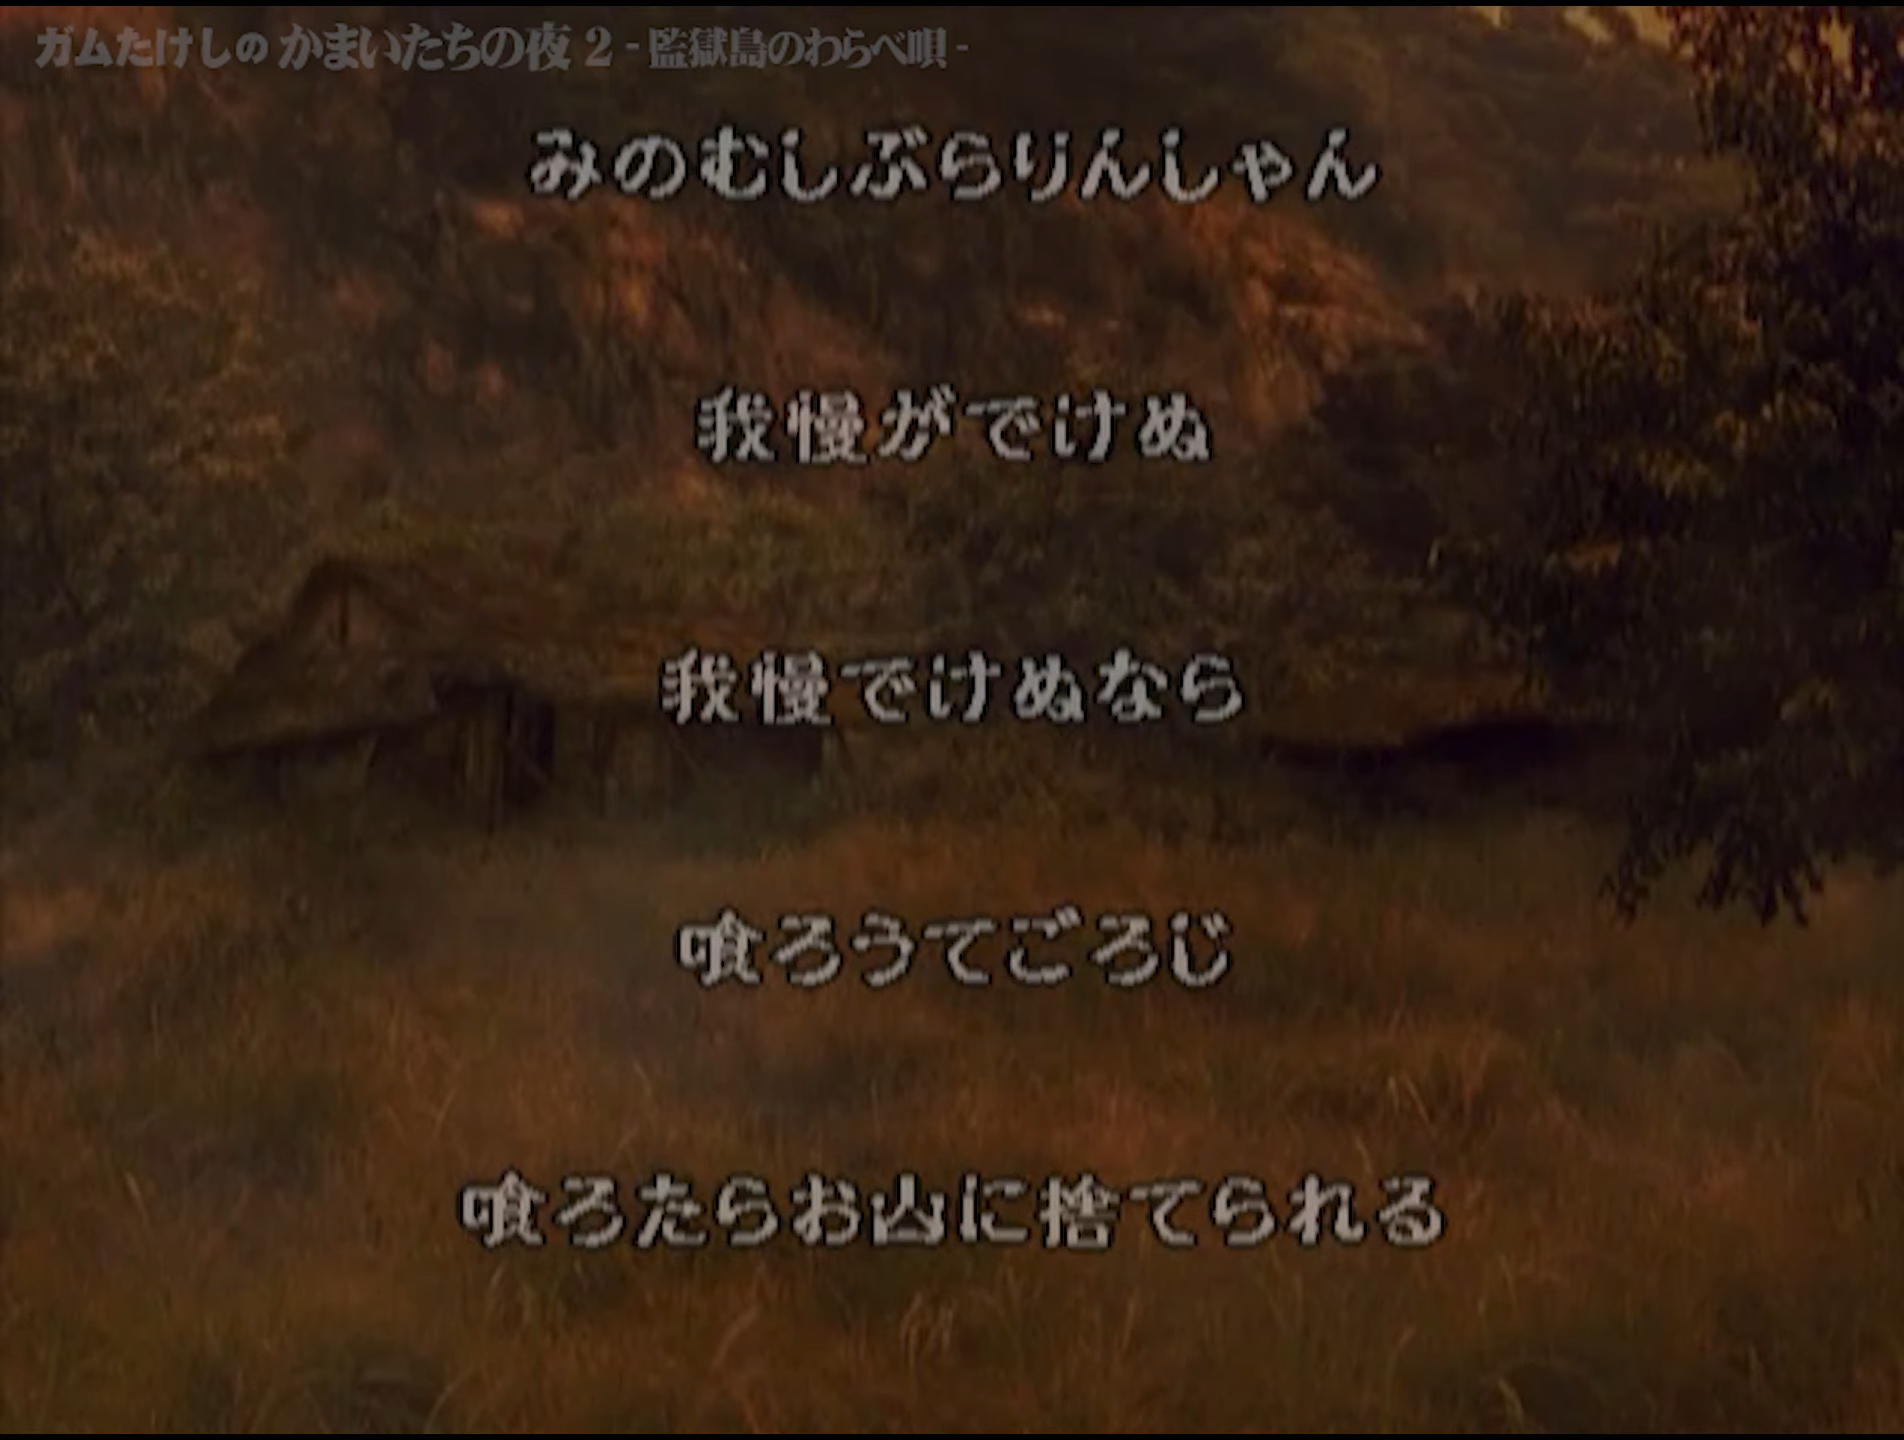 ガムたけしの かまいたちの夜 2 - 監獄島のわらべ唄 -
みのむしぶらりんしゃん
我慢がでけぬ
我慢でけぬなら
喰ろうてごろじ
喰ろたらお山に捨てられる